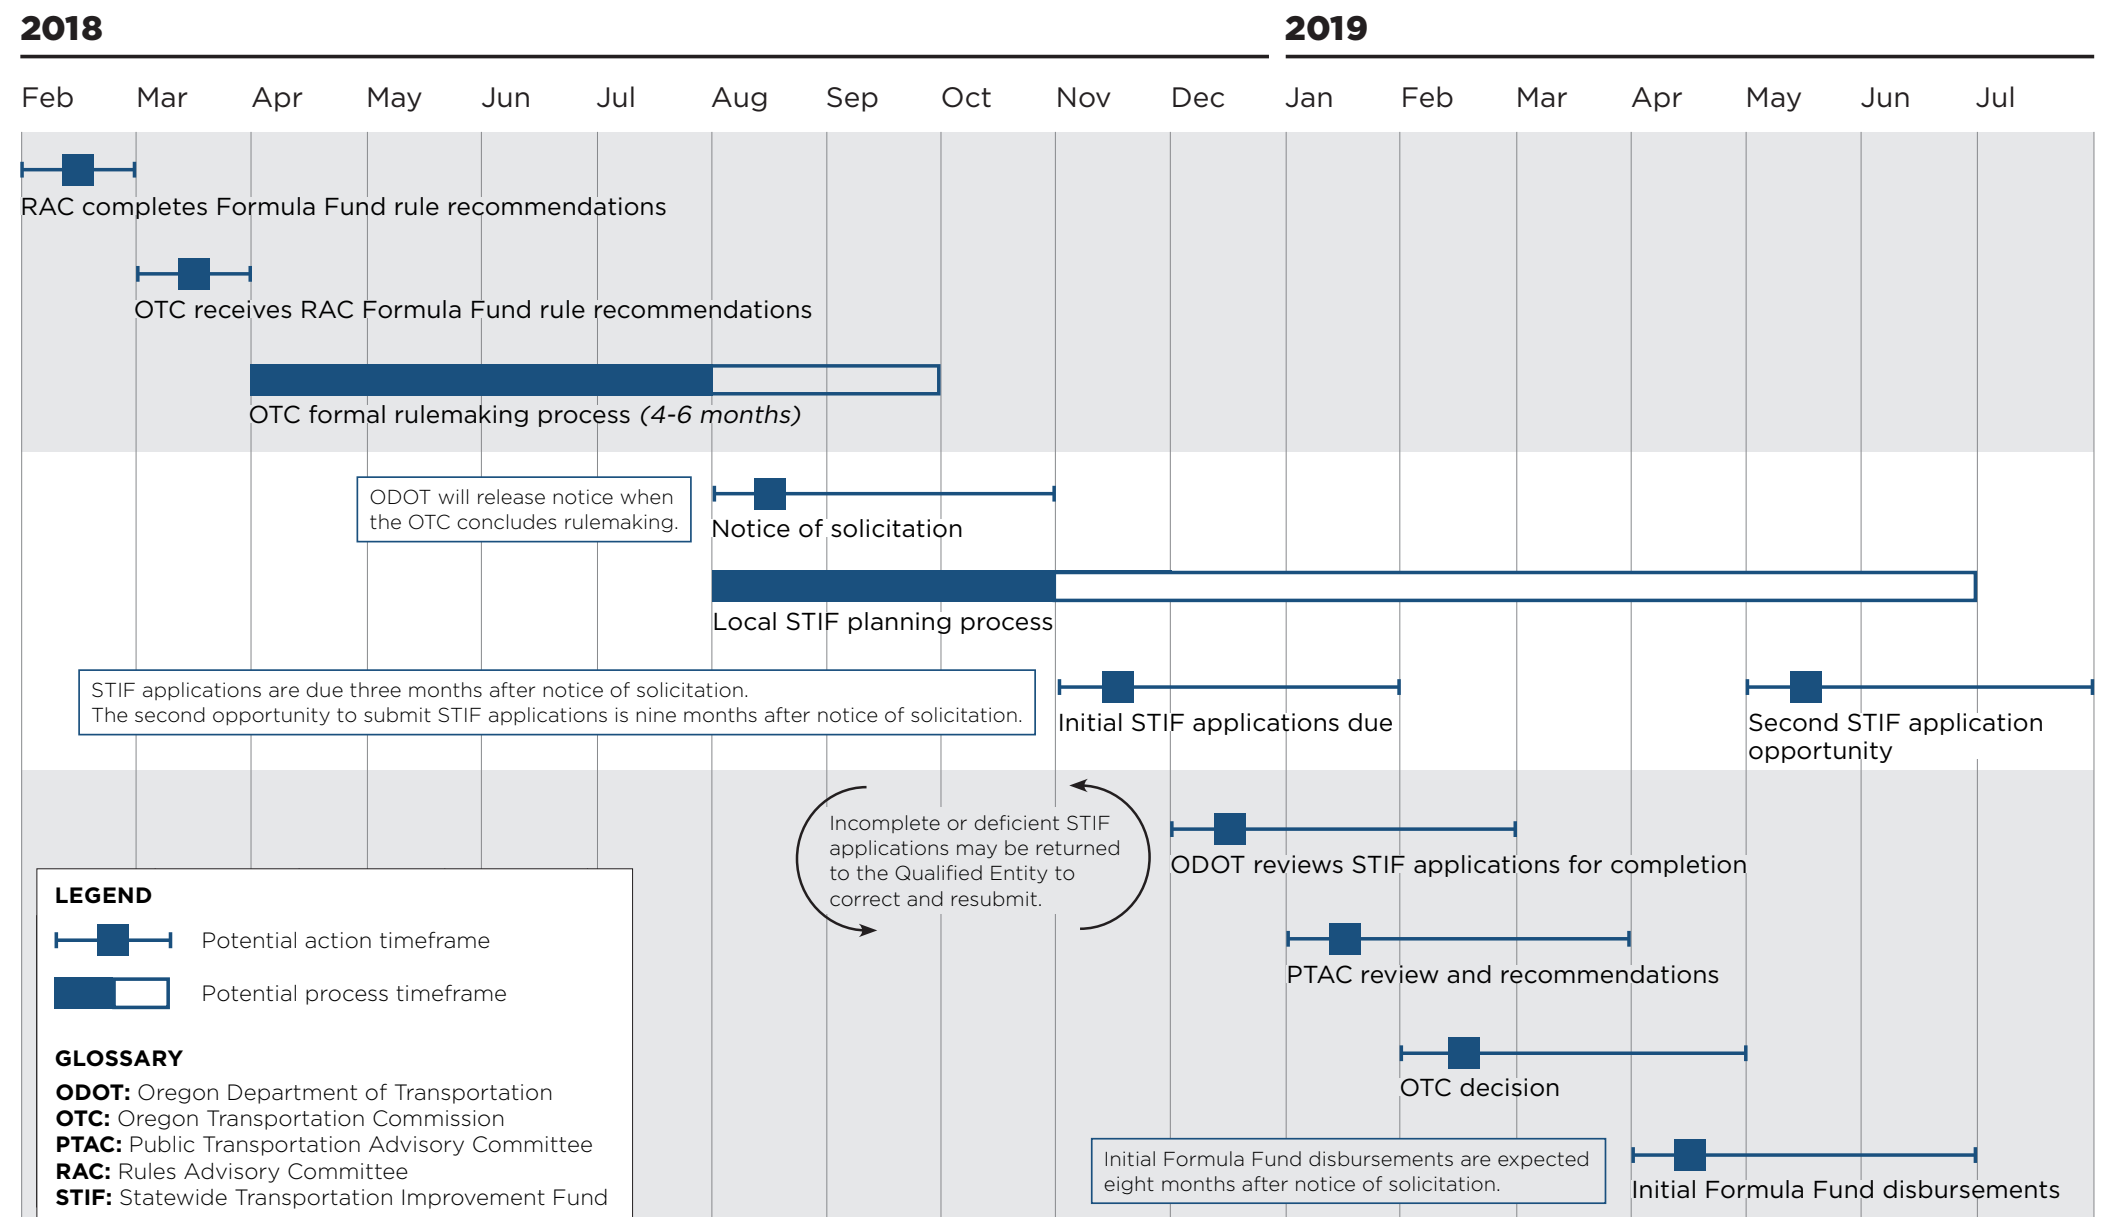 2018
2019
Feb Mar Apr May Jun Jul Aug Sep Oct Nov Dec Jan Feb Mar Apr May Jun Jul
RAC completes Formula Fund rule recommendations
OTC receives RAC Formula Fund rule recommendations
OTC formal rulemaking process (4-6 months)
ODOT will release notice when
the OTC concludes rulemaking.
Notice of solicitation
Local STIF planning process
STIF applications are due three months after notice of solicitation.
The second opportunity to submit STIF applications is nine months after notice of solicitation.
Initial STIF applications due
Second STIF application
opportunity
Incomplete or deficient STIF
applications may be returned
to the Qualified Entity to
correct and resubmit.
ODOT reviews STIF applications for completion
PTAC review and recommendations
OTC decision
Initial Formula Fund disbursements are expected
eight months after notice of solicitation.
Initial Formula Fund disbursements
LEGEND
Potential action timeframe
Potential process timeframe
GLOSSARY
ODOT: Oregon Department of Transportation
OTC: Oregon Transportation Commission
PTAC: Public Transportation Advisory Committee
RAC: Rules Advisory Committee
STIF: Statewide Transportation Improvement Fund